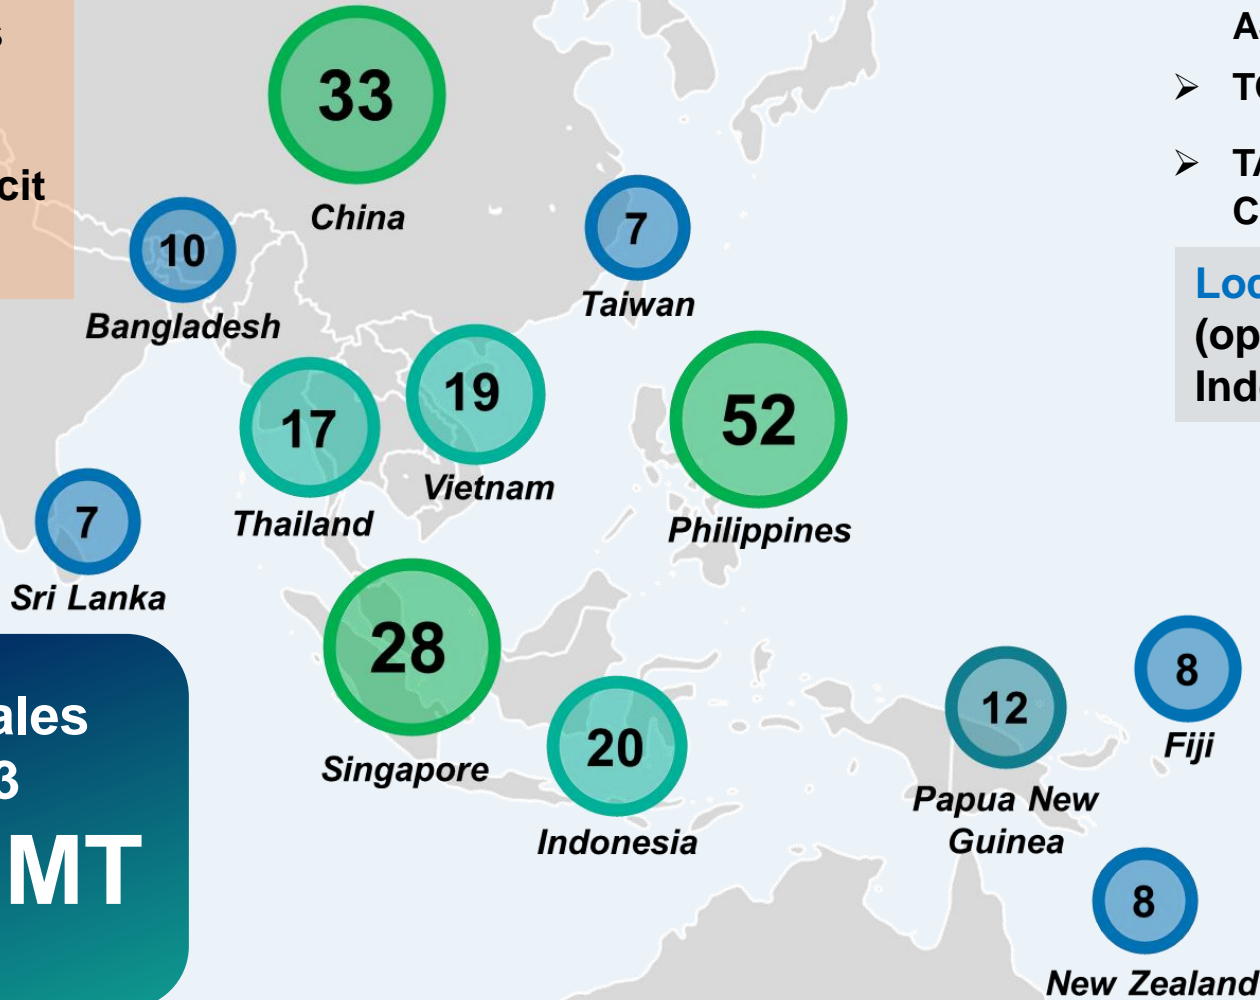 33
China
cit
10
Bangladesh
7
Taiwan
19
Vietnam
17
Thailand
52
Philippines
7
Sri Lanka
28
Singapore
20
Indonesia
12
Papua New
Guinea
8
Fiji
8
New Zealand
ales
3
MT
A
➢ T
➢ TA
C
Loc
(op
Ind